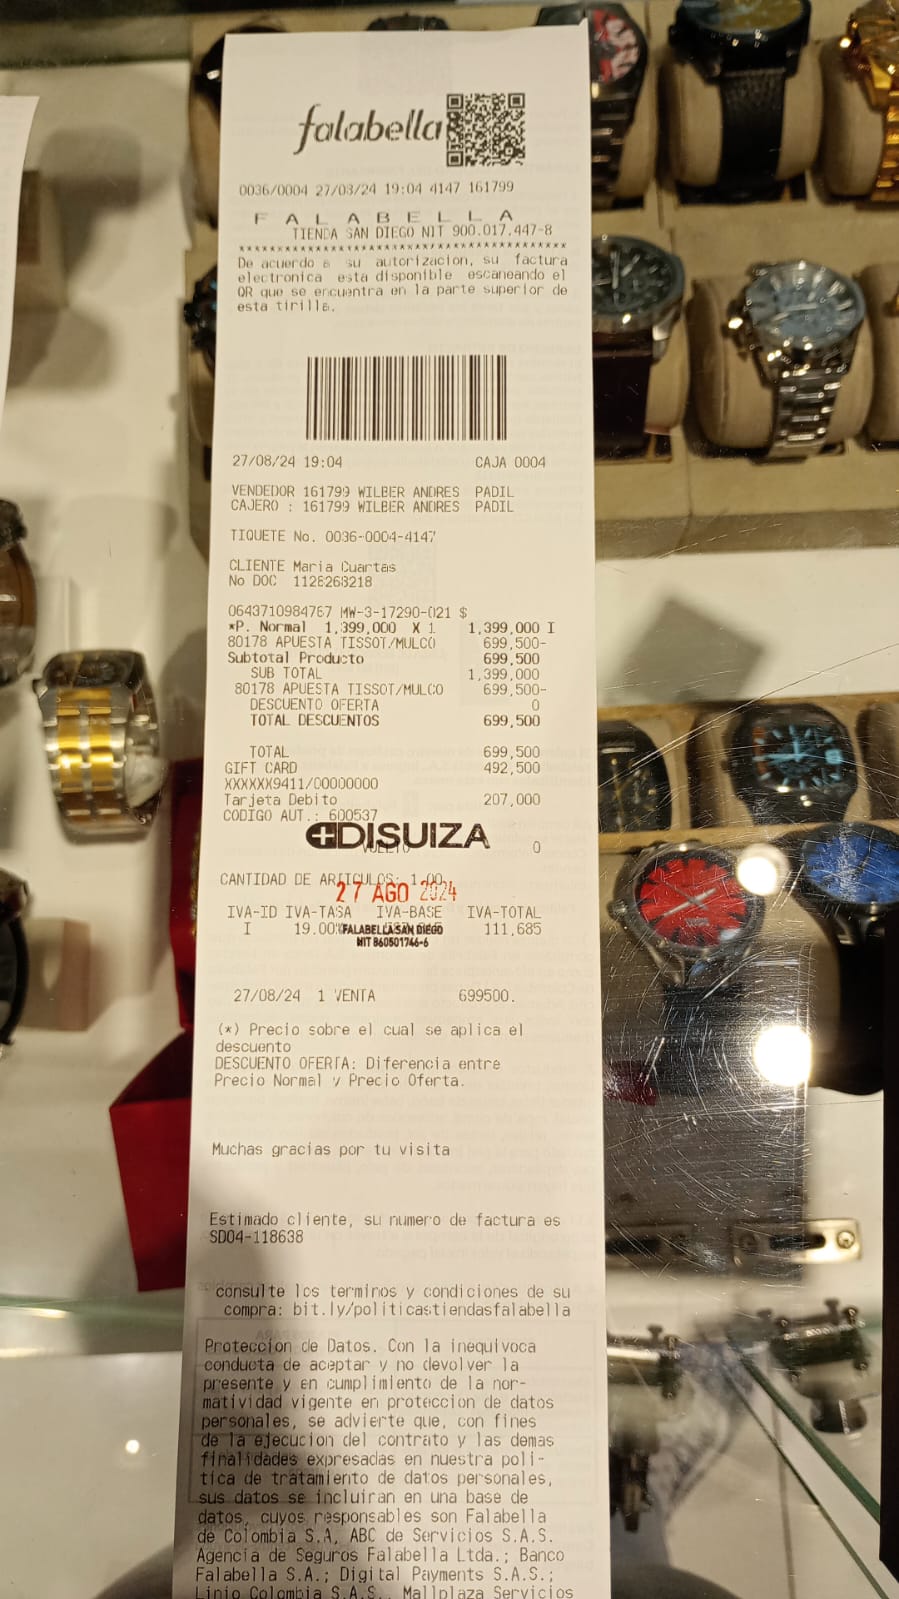 falabella
0036/0004 27/08/24 19:04 4147 161799
F A L A B E L L A
TIENDA SAN DIEGO NIT 900.017.447-8
******************************************************
De acuerdo a su autorizacion, su factura
electronica esta disponible escaneando el
QR que se encuentra en la parte superior de
esta tirilla.
27/08/24 19:04 CAJA 0004
VENDEDOR 161799 WILBER ANDRES PADIL
CAJERO : 161799 WILBER ANDRES PADIL
TIQUETE No. 0036-0004-4147
CLIENTE Maria Cuartas
No DOC 1128268218
0643710984767 MW-3-17290-021 $
*P. Normal 1,399,000 X 1 1,399,000 I
80178 APUESTA TISSOT/MULCO 699,500-
Subtotal Producto 699,500
SUB TOTAL 1,399,000
80178 APUESTA TISSOT/MULCO 699,500-
DESCUENTO OFERTA 0
TOTAL DESCUENTOS 699,500
TOTAL 699,500
GIFT CARD 492,500
XXXXXX9411/00000000
Tarjeta Debito 207,000
CODIGO AUT.: 600537
DISUIZA
VUELTO 0
CANTIDAD DE ARTICULOS: 1.00
27 AGO 2024
IVA-ID IVA-TASA IVA-BASE IVA-TOTAL
I 19.00% 111,685
FALABELLA SAN DIEGO
NIT 860501746-6
27/08/24 1 VENTA 699500.
(*) Precio sobre el cual se aplica el
descuento
DESCUENTO OFERTA: Diferencia entre
Precio Normal y Precio Oferta.
Muchas gracias por tu visita
Estimado cliente, su numero de factura es
SD04-118638
consulte los terminos y condiciones de su
compra: bit.ly/politicastiendasfalabella
Proteccion de Datos. Con la inequivoca
conducta de aceptar y no devolver la
presente y en cumplimiento de la nor-
matividad vigente en proteccion de datos
personales, se advierte que, con fines
de la ejecucion del contrato y las demas
finalidades expresadas en nuestra poli-
tica de tratamiento de datos personales,
sus datos se incluiran en una base de
datos, cuyos responsables son Falabella
de Colombia S.A, ABC de Servicios S.A.S.
Agencia de Seguros Falabella Ltda.; Banco
Falabella S.A.; Digital Payments S.A.S.;
Linio Colombia S.A.S., Mallplaza Servicios